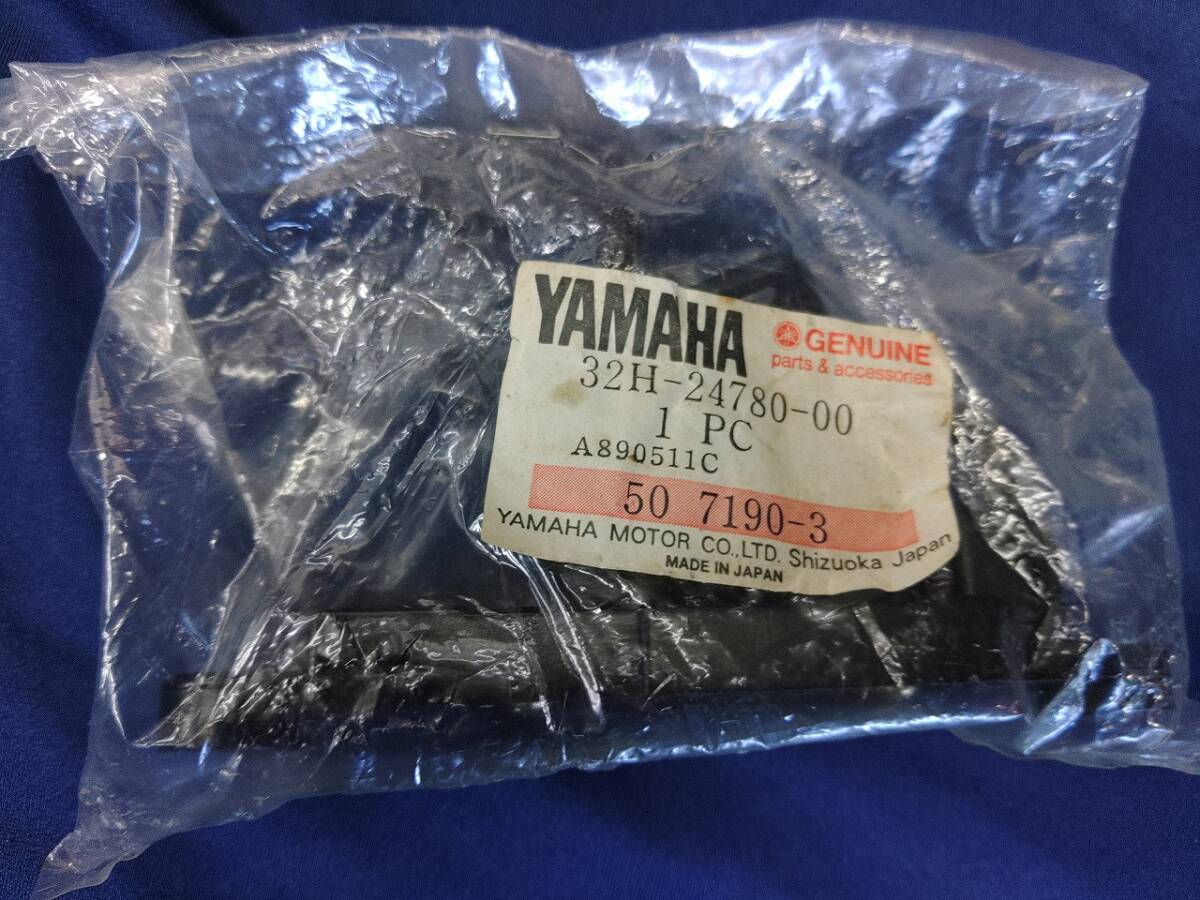 YAMAHA GENUINE
parts & accessories
32H-24780-00
1 PC
A890511C
50 7190-3
YAMAHA MOTOR CO.,LTD. Shizuoka Japan
MADE IN JAPAN